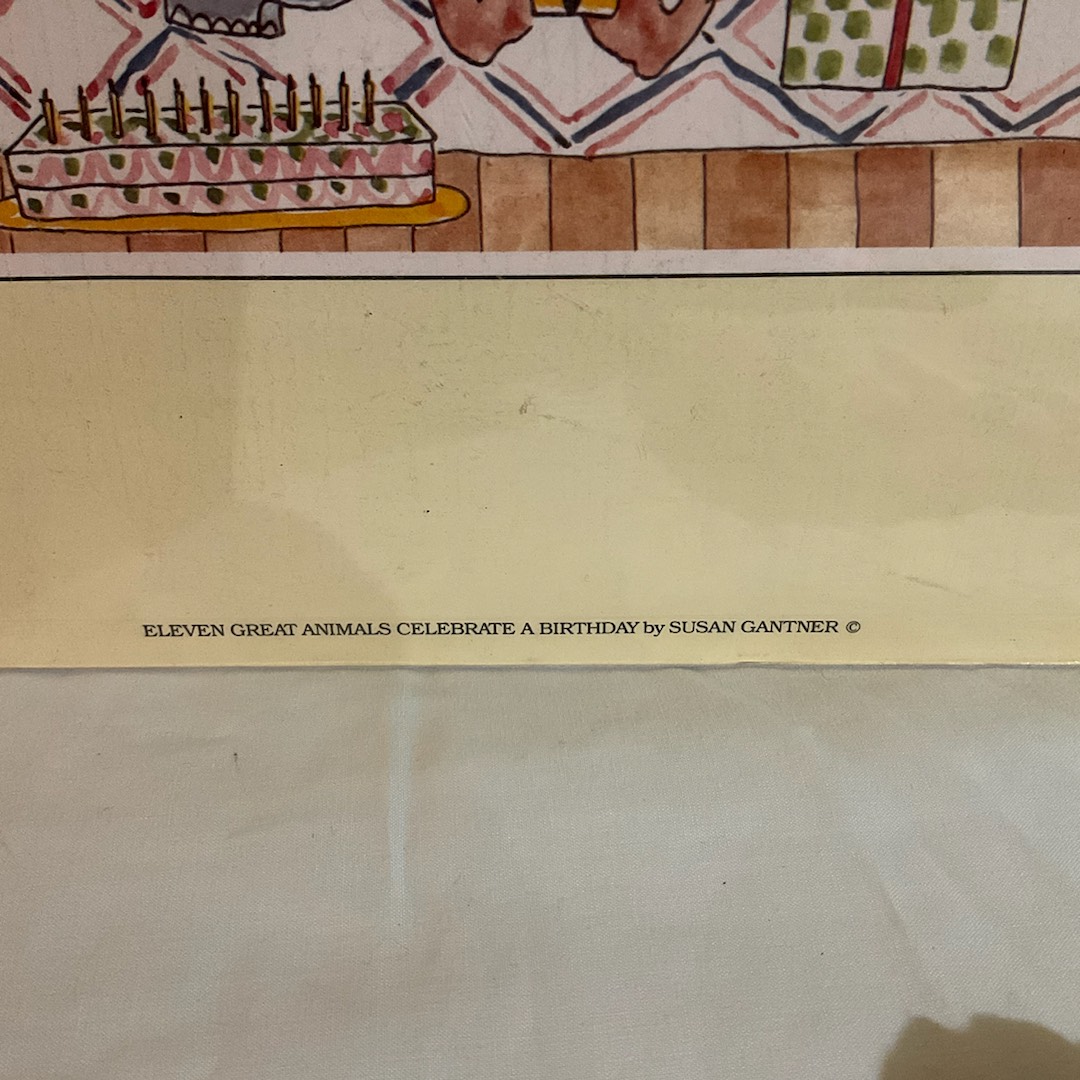 ELEVEN GREAT ANIMALS CELEBRATE A BIRTHDAY by SUSAN GANTNER ©